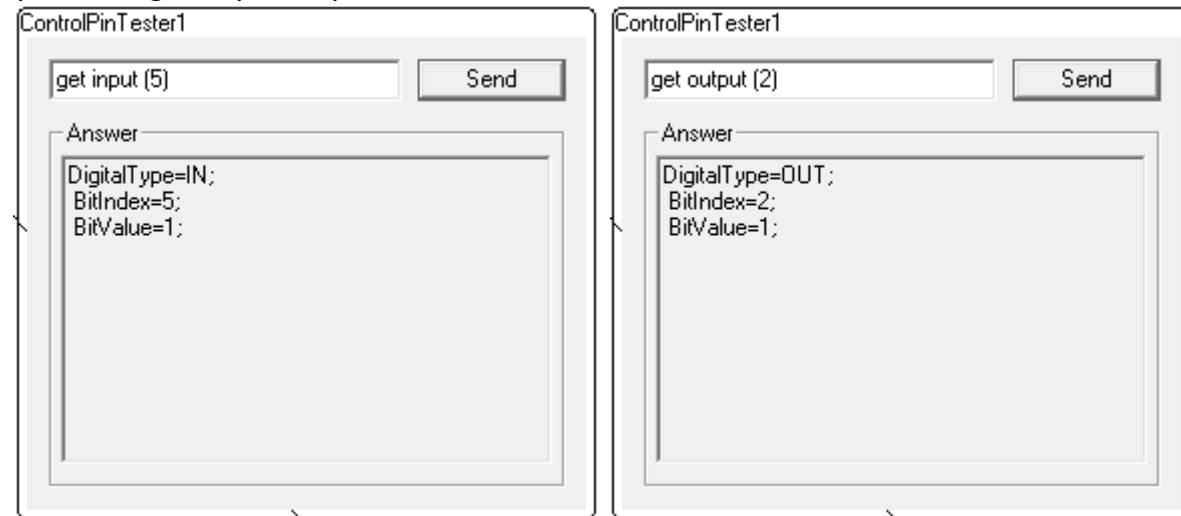 ControlPinTester1
get input (5)
Send
Answer
DigitalType=IN;
BitIndex=5;
BitValue=1;
ControlPinTester1
get output (2)
Send
Answer
DigitalType=OUT;
BitIndex=2;
BitValue=1;